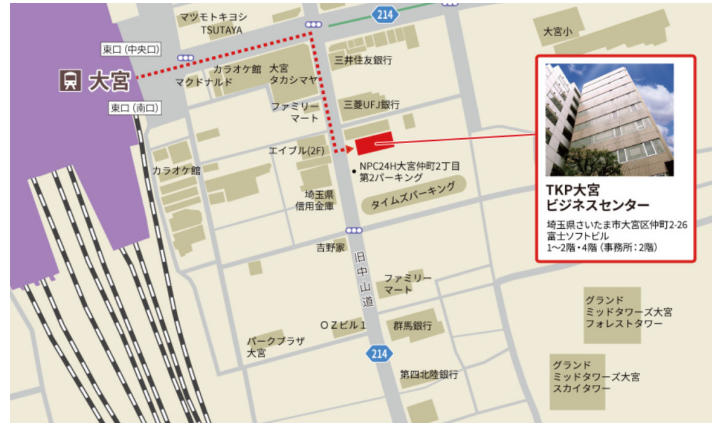 マツモトキヨシ
TSUTAYA
214
大宮小
東口（中央口）
大宮
カラオケ館
マクドナルド
大宮
タカシマヤ
三井住友銀行
東口（南口）
ファミリー
マート
三菱UFJ銀行
エイブル(2F)
カラオケ館
NPC24H大宮仲町2丁目
第2パーキング
タイムズパーキング
埼玉県
信用金庫
TKP大宮
ビジネスセンター
埼玉県さいたま市大宮区仲町2-26
富士ソフトビル
1〜2階・4階（事務所：2階）
吉野家
旧中山道
ファミリー
マート
グランド
ミッドタワーズ大宮
フォレストタワー
OZビル1
群馬銀行
パークプラザ
大宮
214
第四北陸銀行
グランド
ミッドタワーズ大宮
スカイタワー